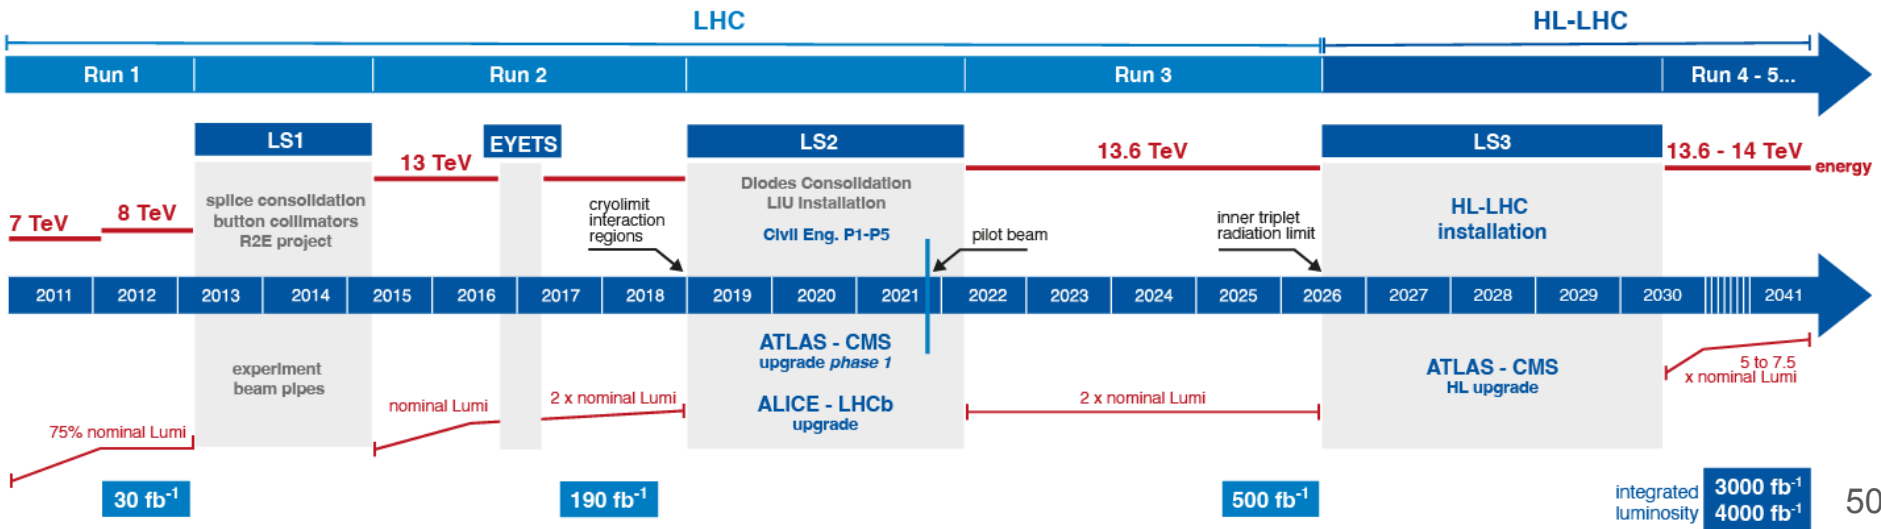 LHC
HL-LHC
Run 1
Run 2
Run 3
Run 4 - 5...
LS1
EYETS
LS2
LS3
13 TeV
13.6 TeV
13.6 - 14 TeV
energy
7 TeV
8 TeV
splice consolidation
button collimators
R2E project
cryolimit
interaction
regions
Diodes Consolidation
LIU Installation
Civil Eng. P1-P5
pilot beam
inner triplet
radiation limit
HL-LHC
installation
2011
2012
2013
2014
2015
2016
2017
2018
2019
2020
2021
2022
2023
2024
2025
2026
2027
2028
2029
2030
2041
experiment
beam pipes
ATLAS - CMS
upgrade phase 1
ALICE - LHCb
upgrade
ATLAS - CMS
HL upgrade
5 to 7.5
x nominal Lumi
75% nominal Lumi
nominal Lumi
2 x nominal Lumi
2 x nominal Lumi
30 fb-1
190 fb-1
500 fb-1
integrated
luminosity
3000 fb-1
4000 fb-1
50